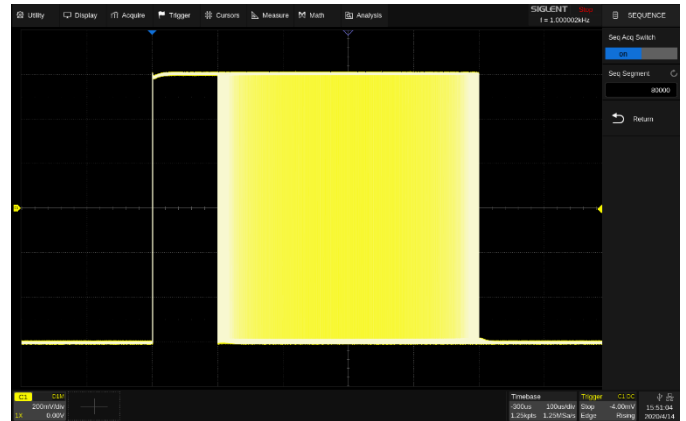 Utility Display Acquire Trigger Cursors Measure Math Analysis
SIGLENT Stop
f = 1.000002kHz
SEQUENCE
Seq Acq Switch
on
Seq Segment
80000
Return
C1 D1M
200mV/div
1X 0.00V
Timebase
-300us 100us/div
1.25kpts 1.25MSa/s
Trigger C1 DC
Stop -4.00mV
Edge Rising
15:51:04
2020/4/14